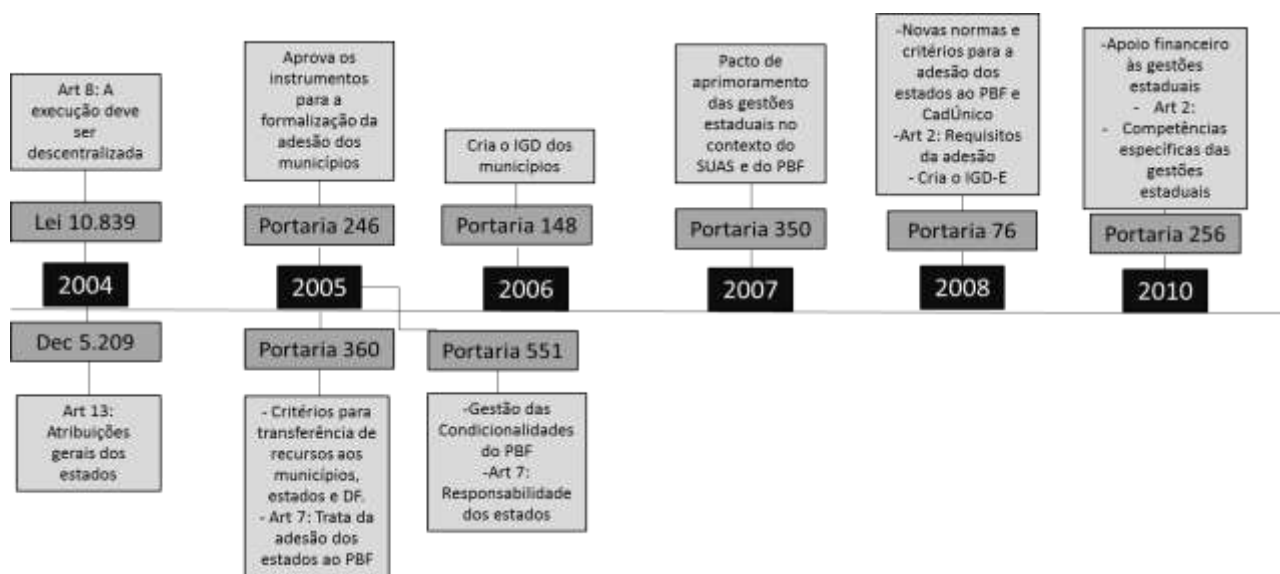 Art 8: A
execução deve
ser
descentralizada
Lei 10.839
2004
Dec 5.209
Art 13:
Atribuições
gerais dos
estados
Aprova os
instrumentos
para a
formalização da
adesão dos
municípios
Portaria 246
2005
Portaria 360
- Critérios para
transferência de
recursos aos
municípios,
estados e DF.
- Art 7: Trata da
adesão dos
estados ao PBF
Portaria 551
-Gestão das
Condicionalidades
do PBF
-Art 7:
Responsabilidade
dos estados
Cria o IGD dos
municípios
Portaria 148
2006
Pacto de
aprimoramento
das gestões
estaduais no
contexto do
SUAS e do PBF
Portaria 350
2007
-Novas normas e
critérios para a
adesão dos
estados ao PBF e
CadÚnico
-Art 2: Requisitos
da adesão
- Cria o IGD-E
Portaria 76
2008
-Apoio financeiro
às gestões
estaduais
- Art 2:
- Competências
específicas das
gestões
estaduais
Portaria 256
2010